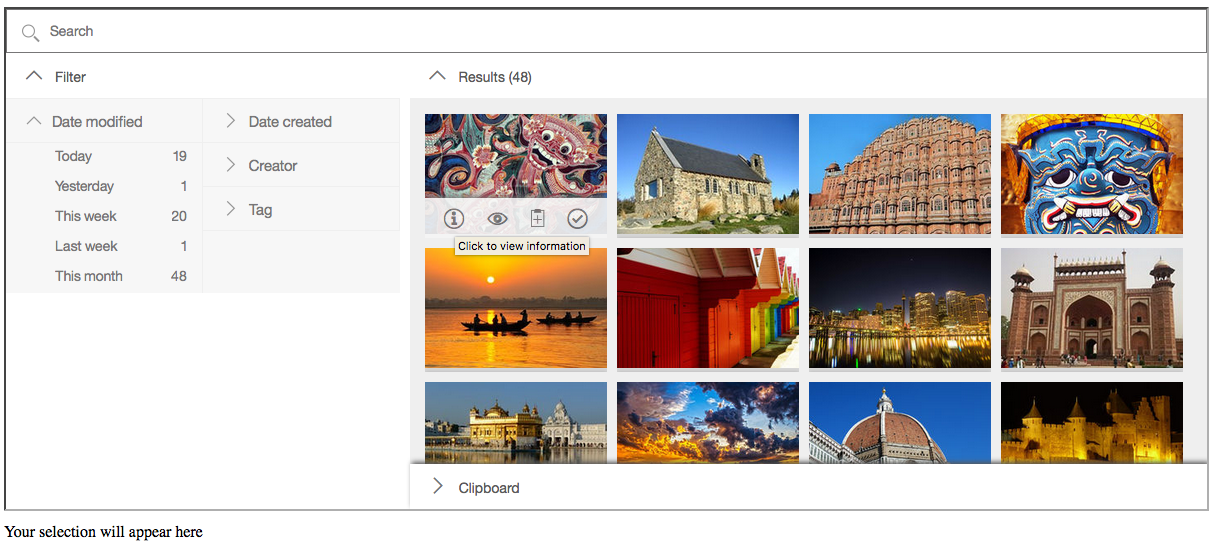 Search
Filter
Results (48)
Date modified
Today 19
Yesterday 1
This week 20
Last week 1
This month 48
Date created
Creator
Tag
Click to view information
Clipboard
Your selection will appear here